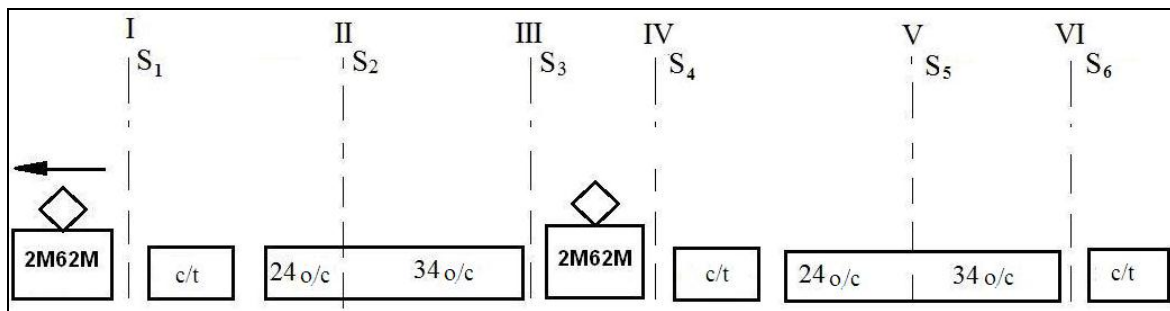 I II III IV V VI
S₁ S₂ S₃ S₄ S₅ S₆
2M62M c/t 24 o/c 34 o/c 2M62M c/t 24 o/c 34 o/c c/t